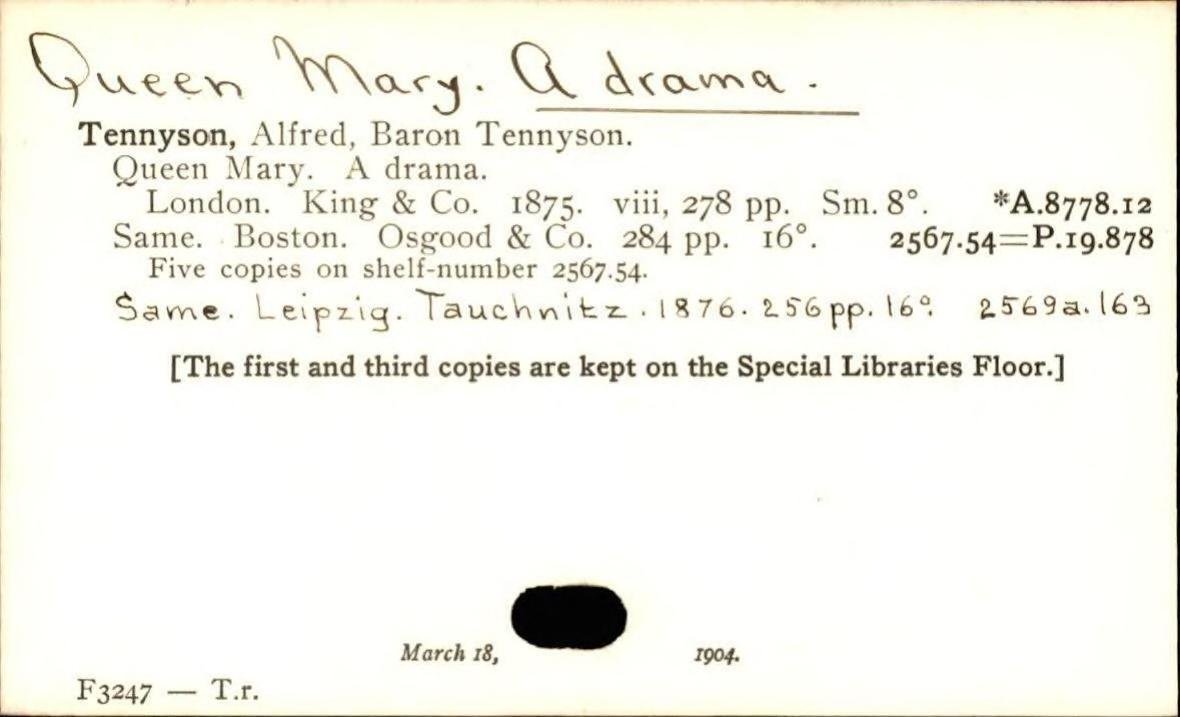 Queen Mary. A drama.
Tennyson, Alfred, Baron Tennyson.
Queen Mary. A drama.
London. King & Co. 1875. viii, 278 pp. Sm. 8°. *A.8778.12
Same. Boston. Osgood & Co. 284 pp. 16°. 2567.54=P.19.878
Five copies on shelf-number 2567.54.
Same. Leipzig. Tauchnitz. 1876. 256 pp. 16°. 2569a.163
[The first and third copies are kept on the Special Libraries Floor.]
March 18, 1904.
F3247 — T.r.